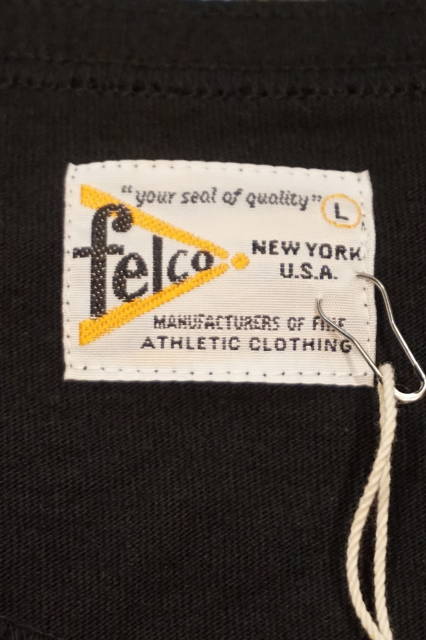 "your seal of quality" L
felco
NEW YORK
U.S.A.
MANUFACTURERS OF FINE
ATHLETIC CLOTHING